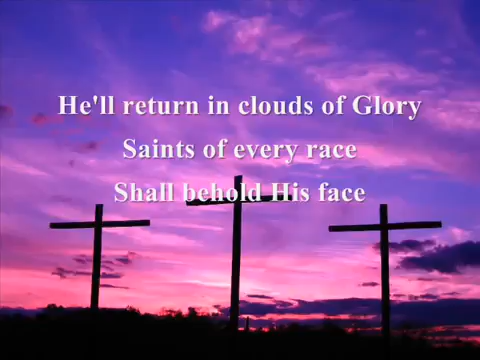 He'll return in clouds of Glory
Saints of every race
Shall behold His face